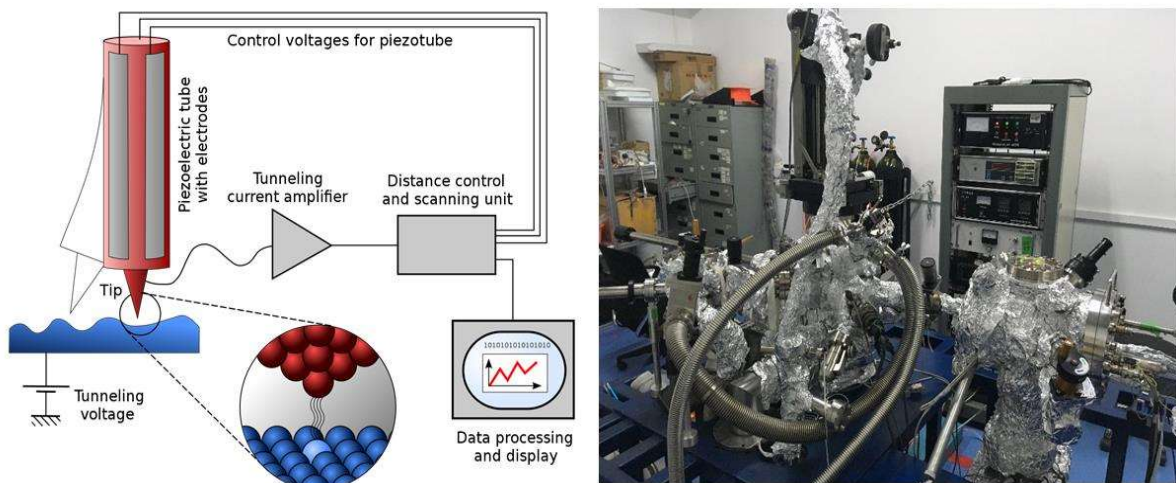 Control voltages for piezotube
Piezoelectric tube
with electrodes
Tunneling
current amplifier
Distance control
and scanning unit
Tip
Tunneling
voltage
1010101010101010
Data processing
and display